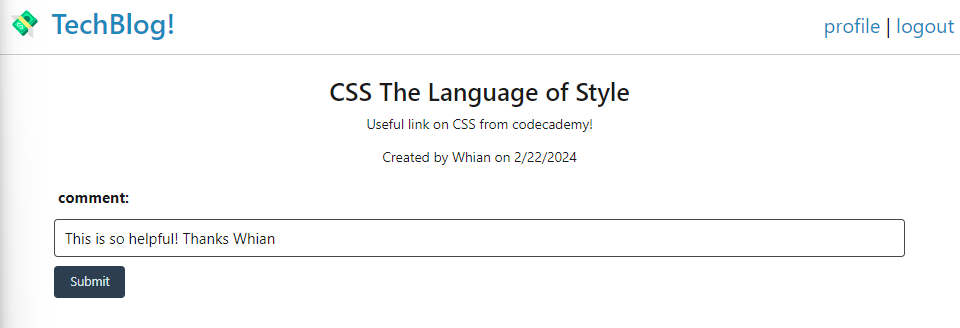 TechBlog!
profile | logout
CSS The Language of Style
Useful link on CSS from codecademy!
Created by Whian on 2/22/2024
comment:
This is so helpful! Thanks Whian
Submit